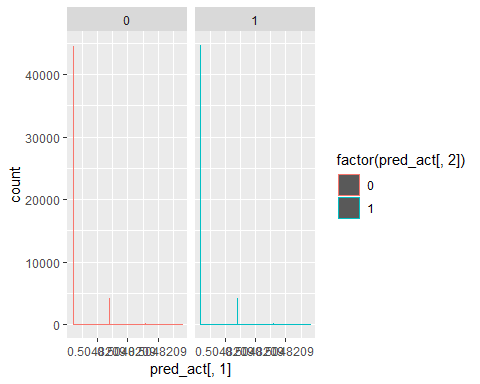 0 1
count
40000
30000
20000
10000
0
pred_act[, 1]
factor(pred_act[, 2])
0
1